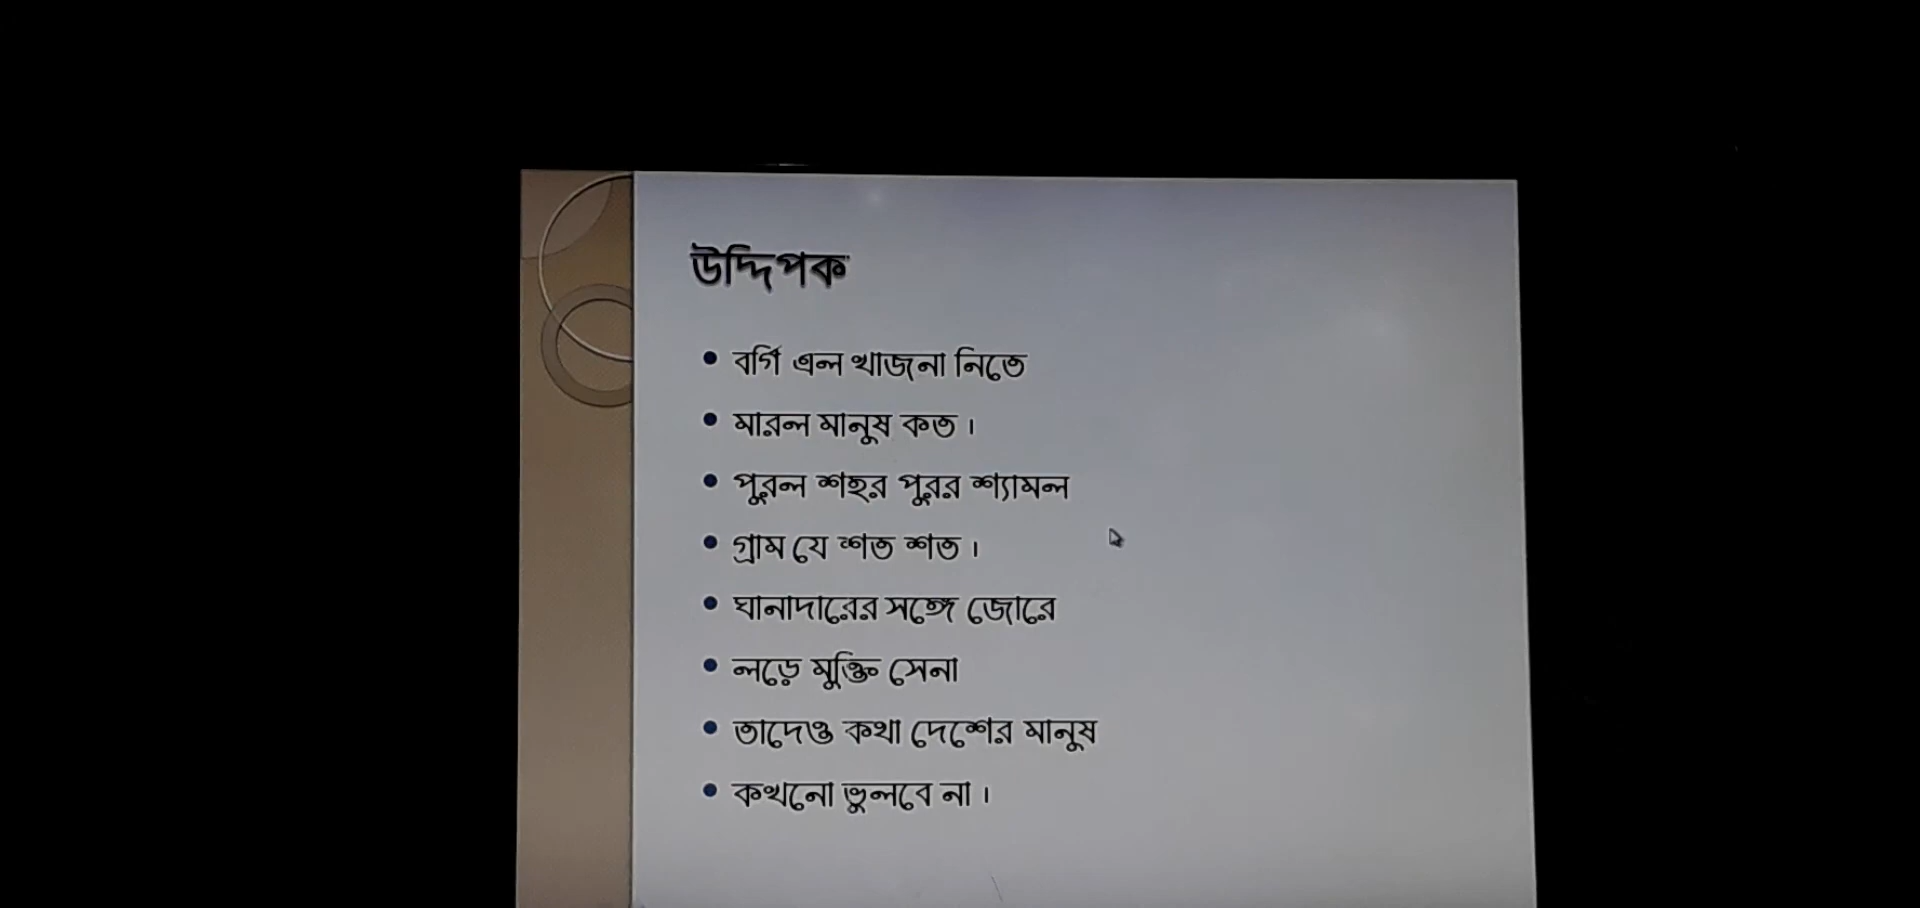 উদ্দিপক
• বর্গি এল খাজনা নিতে
• মারল মানুষ কত ।
• পুরল শহর পুরর শ্যামল
• গ্রাম যে শত শত ।
• ঘানাদারের সঙ্গে জোরে
• লড়ে মুক্তি সেনা
• তাদেও কথা দেশের মানুষ
• কখনো ভুলবে না ।